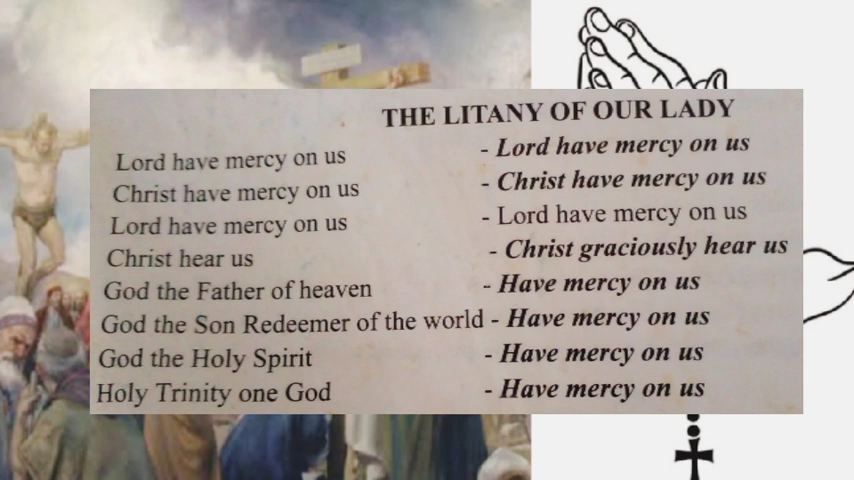 THE LITANY OF OUR LADY
Lord have mercy on us - Lord have mercy on us
Christ have mercy on us - Christ have mercy on us
Lord have mercy on us - Lord have mercy on us
Christ hear us - Christ graciously hear us
God the Father of heaven - Have mercy on us
God the Son Redeemer of the world - Have mercy on us
God the Holy Spirit - Have mercy on us
Holy Trinity one God - Have mercy on us